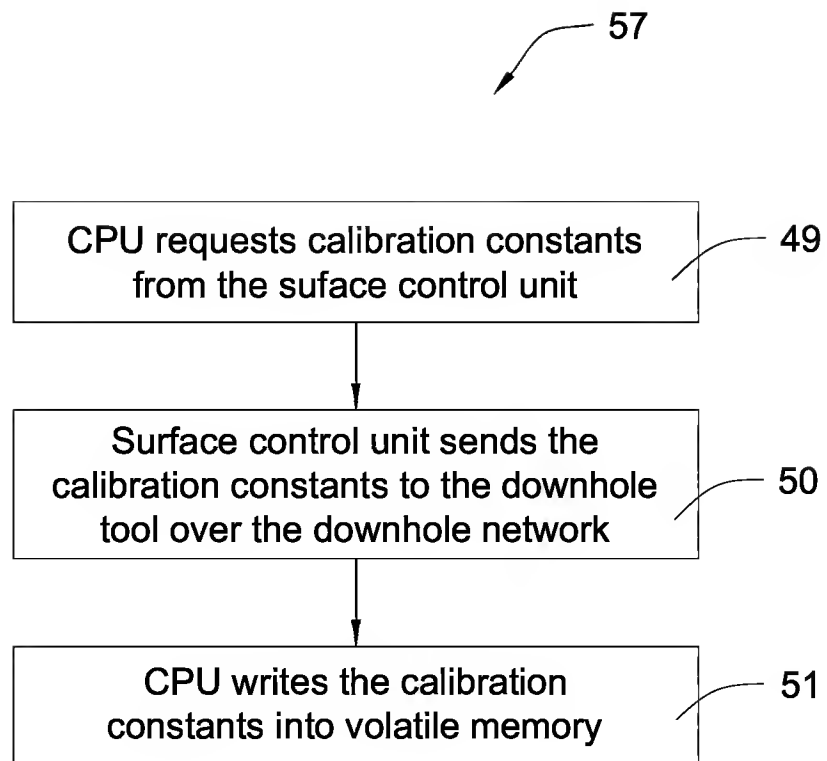 57
CPU requests calibration constants
from the suface control unit
49
Surface control unit sends the
calibration constants to the downhole
tool over the downhole network
50
CPU writes the calibration
constants into volatile memory
51